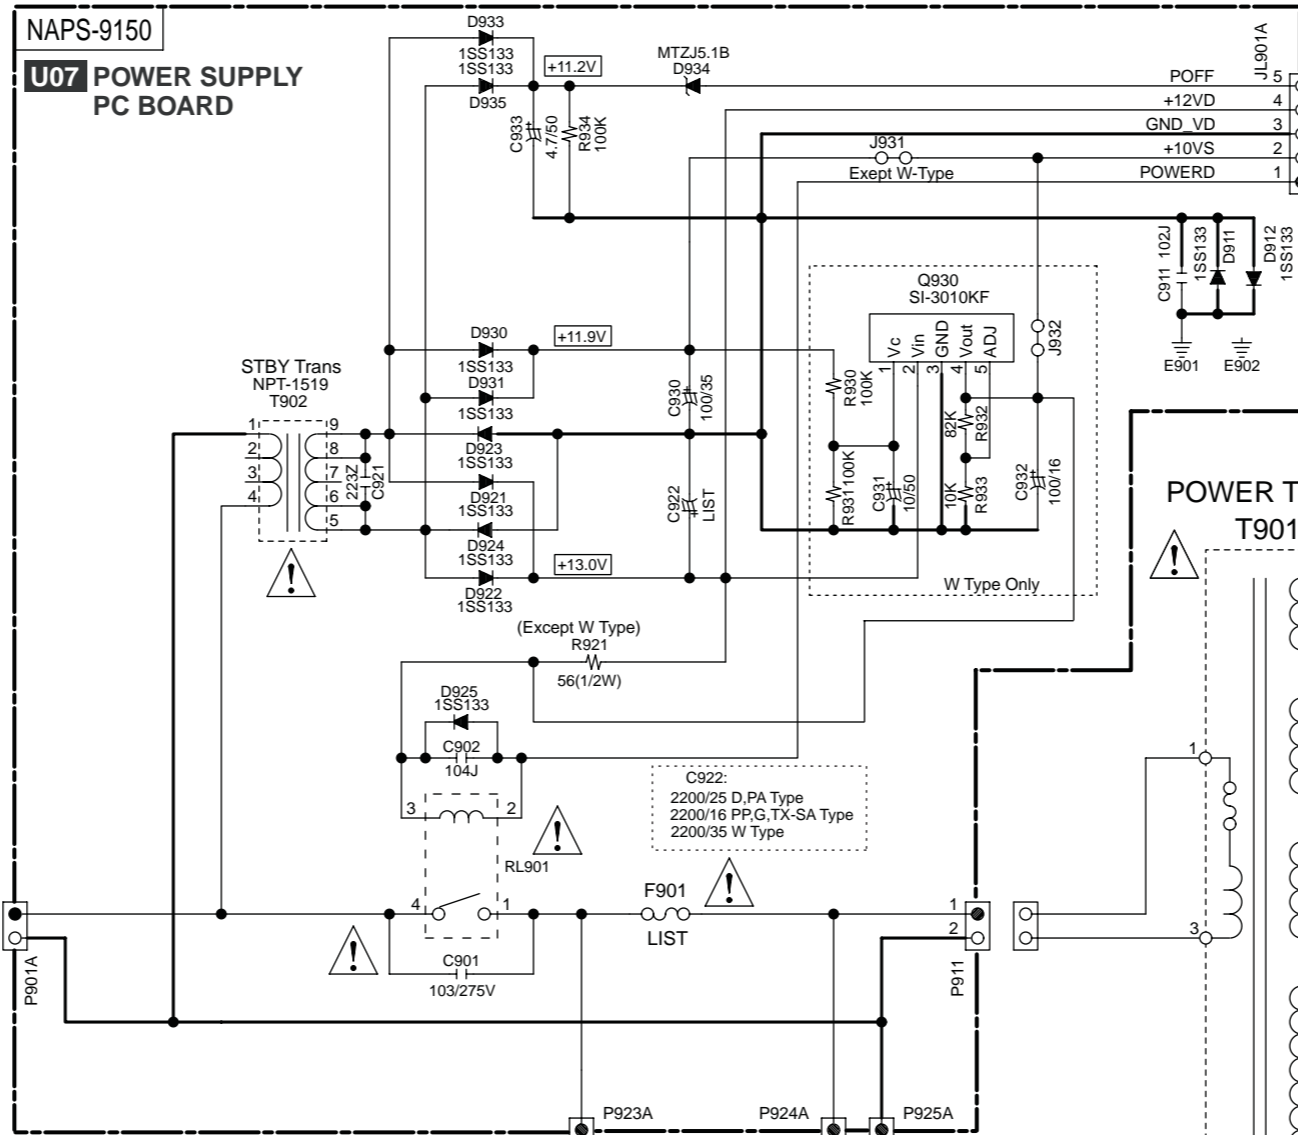 NAPS-9150
U07 POWER SUPPLY
PC BOARD
D933
1SS133
1SS133
D935
+11.2V
MTZJ5.1B
D934
C933
4.7/50
R934
100K
JL901A
POFF 5
+12VD 4
GND_VD 3
+10VS 2
POWERD 1
J931
Exept W-Type
C911 102J
1SS133
D911
D912
1SS133
E901
E902
Q930
SI-3010KF
Vc
Vin
GND
Vout
ADJ
1 2 3 4 5
J932
D930
1SS133
+11.9V
D931
1SS133
D923
1SS133
D921
1SS133
D924
1SS133
D922
1SS133
+13.0V
STBY Trans
NPT-1519
T902
1
2
3
4
9
8
7
6
5
223Z
C921
!
C930
100/35
C922
LIST
R930
100K
R931 100K
C931
10/50
82K
R932
10K
R933
C932
100/16
W Type Only
POWER T
T901
!
(Except W Type)
R921
56(1/2W)
D925
1SS133
C902
104J
3
2
!
RL901
C922:
2200/25 D,PA Type
2200/16 PP,G,TX-SA Type
2200/35 W Type
!
F901
LIST
4
1
!
C901
103/275V
P901A
1
2
P911
1
3
P923A
P924A
P925A